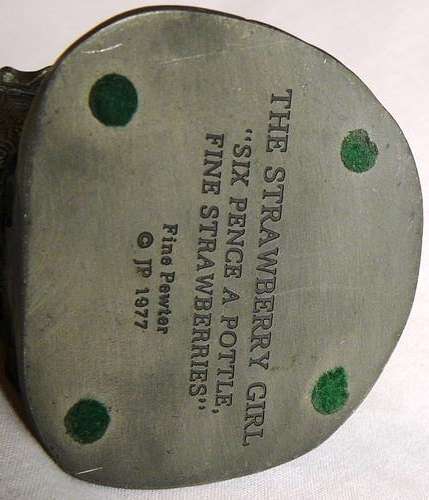 THE STRAWBERRY GIRL
"SIX PENCE A POTTLE,
FINE STRAWBERRIES"
Fine Pewter
© JP 1977